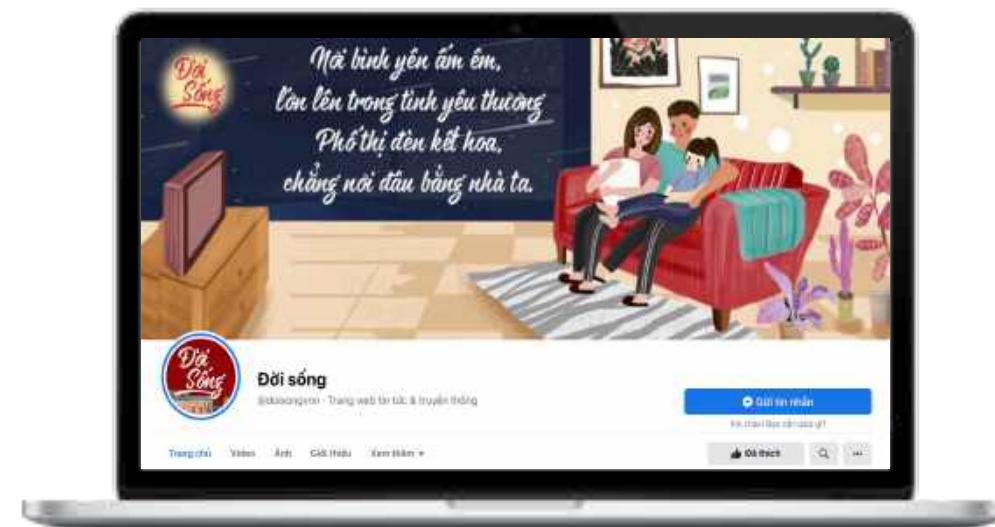 Đời
Sống
Nơi bình yên ấm êm,
lớn lên trong tình yêu thương
Phố thị đèn kết hoa,
chẳng nơi đâu bằng nhà ta.
Đời
Sống
Đời sống
@doisongvnn · Trang web tin tức & truyền thông
Gửi tin nhắn
Trang chủ Video Ảnh Giới thiệu Xem thêm
Đã thích